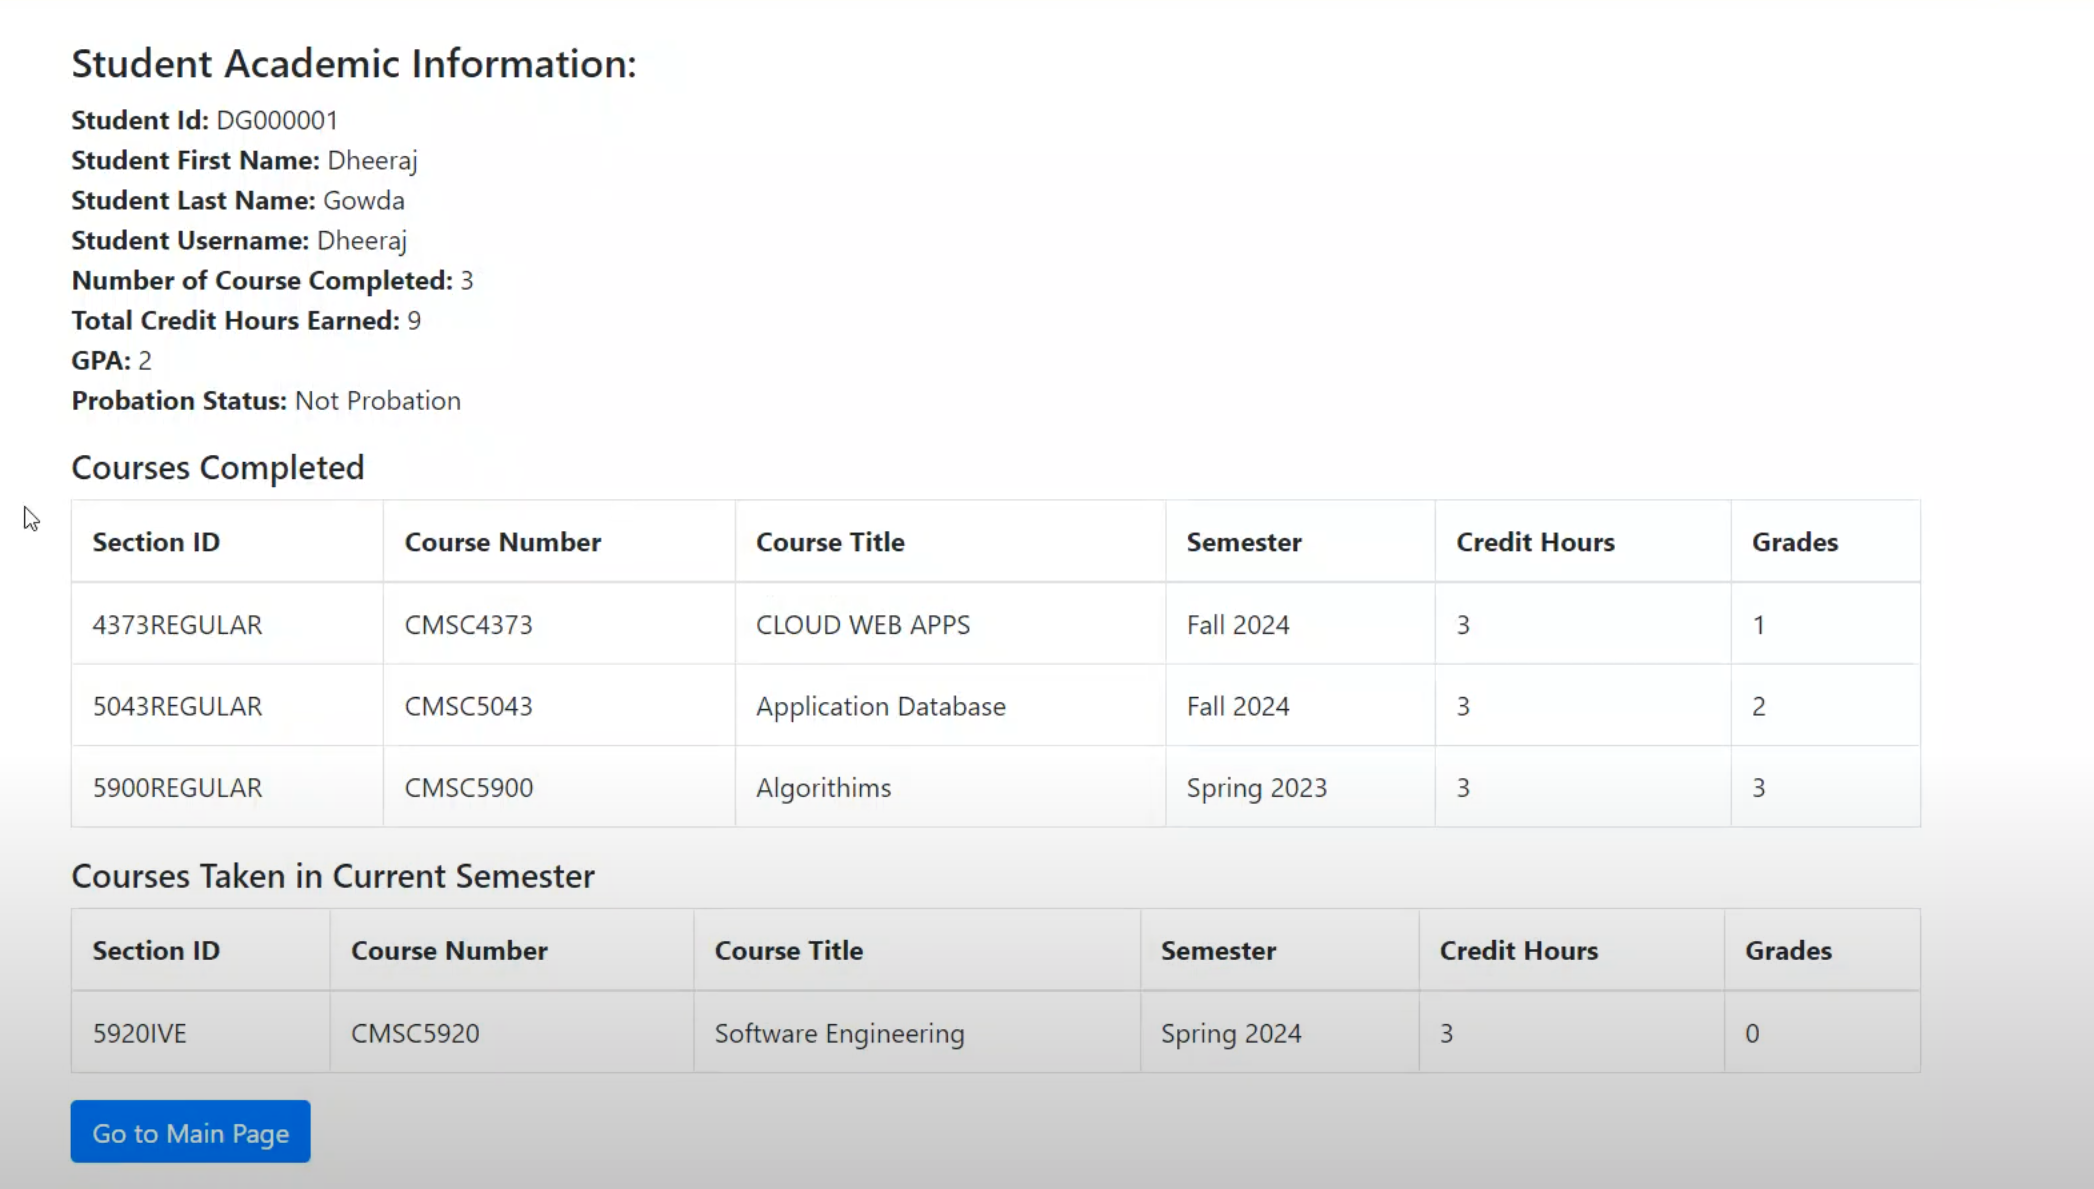 Student Academic Information:
Student Id: DG000001
Student First Name: Dheeraj
Student Last Name: Gowda
Student Username: Dheeraj
Number of Course Completed: 3
Total Credit Hours Earned: 9
GPA: 2
Probation Status: Not Probation
Courses Completed
Section ID Course Number Course Title Semester Credit Hours Grades
4373REGULAR CMSC4373 CLOUD WEB APPS Fall 2024 3 1
5043REGULAR CMSC5043 Application Database Fall 2024 3 2
5900REGULAR CMSC5900 Algorithims Spring 2023 3 3
Courses Taken in Current Semester
Section ID Course Number Course Title Semester Credit Hours Grades
5920IVE CMSC5920 Software Engineering Spring 2024 3 0
Go to Main Page